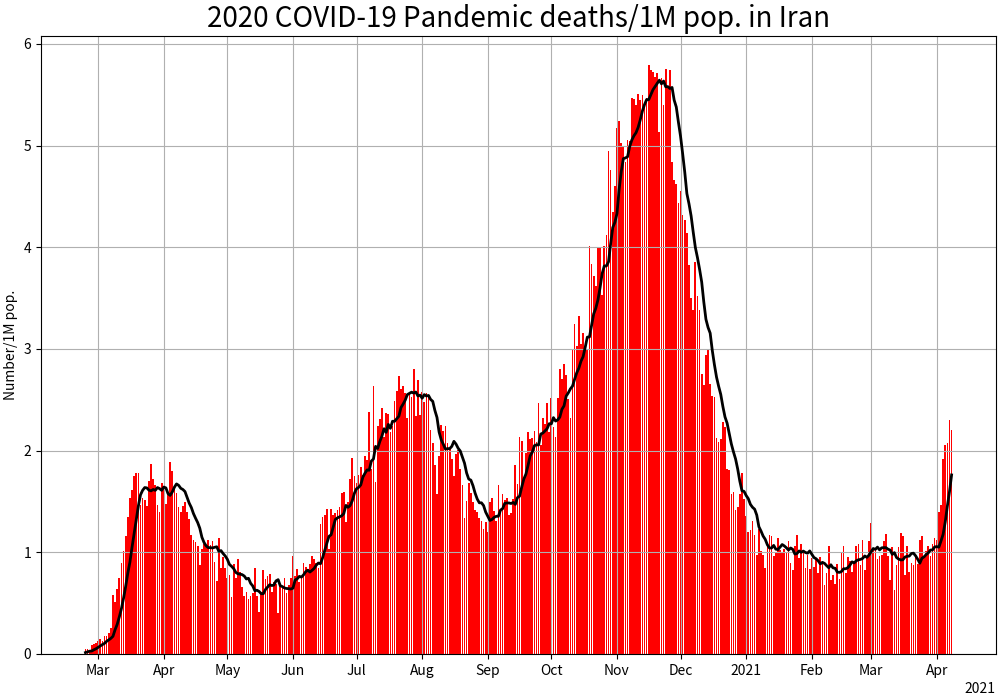 2020 COVID-19 Pandemic deaths/1M pop. in Iran
Number/1M pop.
6
5
4
3
2
1
0
Mar Apr May Jun Jul Aug Sep Oct Nov Dec 2021 Feb Mar Apr
2021